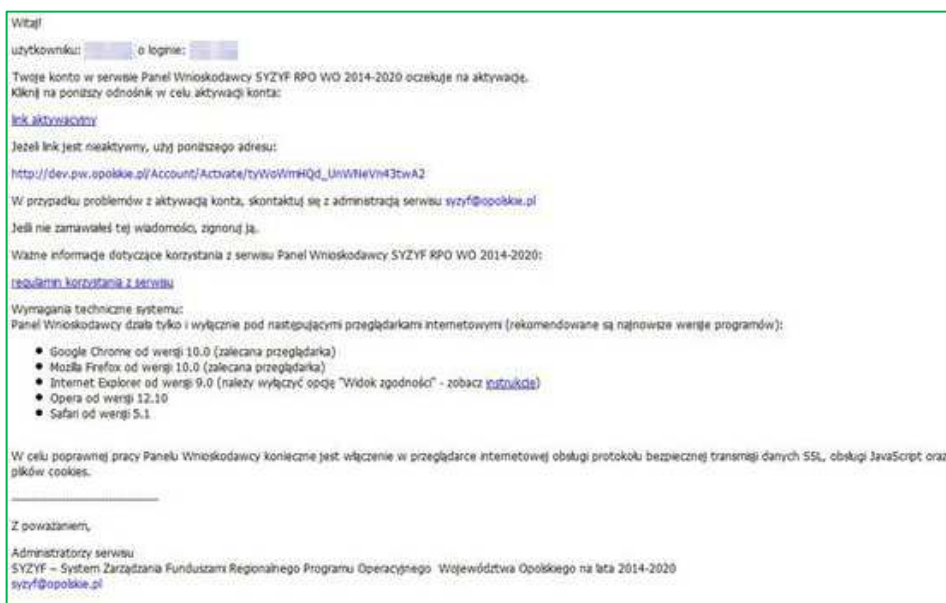 Witaj!
użytkowniku: o loginie:
Twoje konto w serwisie Panel Wnioskodawcy SYZYF RPO WO 2014-2020 oczekuje na aktywację.
Kliknij na poniższy odnośnik w celu aktywacji konta:
link aktywacyjny
Jeżeli link jest nieaktywny, użyj poniższego adresu:
http://dev.pw.opolskie.pl/Account/Activate/tyWoWmHQd_UnWNeVn43twA2
W przypadku problemów z aktywacją konta, skontaktuj się z administracją serwisu syzyf@opolskie.pl
Jeśli nie zamawiałeś tej wiadomości, zignoruj ją.
Ważne informacje dotyczące korzystania z serwisu Panel Wnioskodawcy SYZYF RPO WO 2014-2020:
regulamin korzystania z serwisu
Wymagania techniczne systemu:
Panel Wnioskodawcy działa tylko i wyłącznie pod następującymi przeglądarkami internetowymi (rekomendowane są najnowsze wersje programów):
• Google Chrome od wersji 10.0 (zalecana przeglądarka)
• Mozilla Firefox od wersji 10.0 (zalecana przeglądarka)
• Internet Explorer od wersji 9.0 (należy wyłączyć opcję "Widok zgodności" - zobacz instrukcję)
• Opera od wersji 12.10
• Safari od wersji 5.1
W celu poprawnej pracy Panelu Wnioskodawcy konieczne jest włączenie w przeglądarce internetowej obsługi protokołu bezpiecznej transmisji danych SSL, obsługi JavaScript oraz
plików cookies.
Z poważaniem,
Administratorzy serwisu
SYZYF – System Zarządzania Funduszami Regionalnego Programu Operacyjnego Województwa Opolskiego na lata 2014-2020
syzyf@opolskie.pl